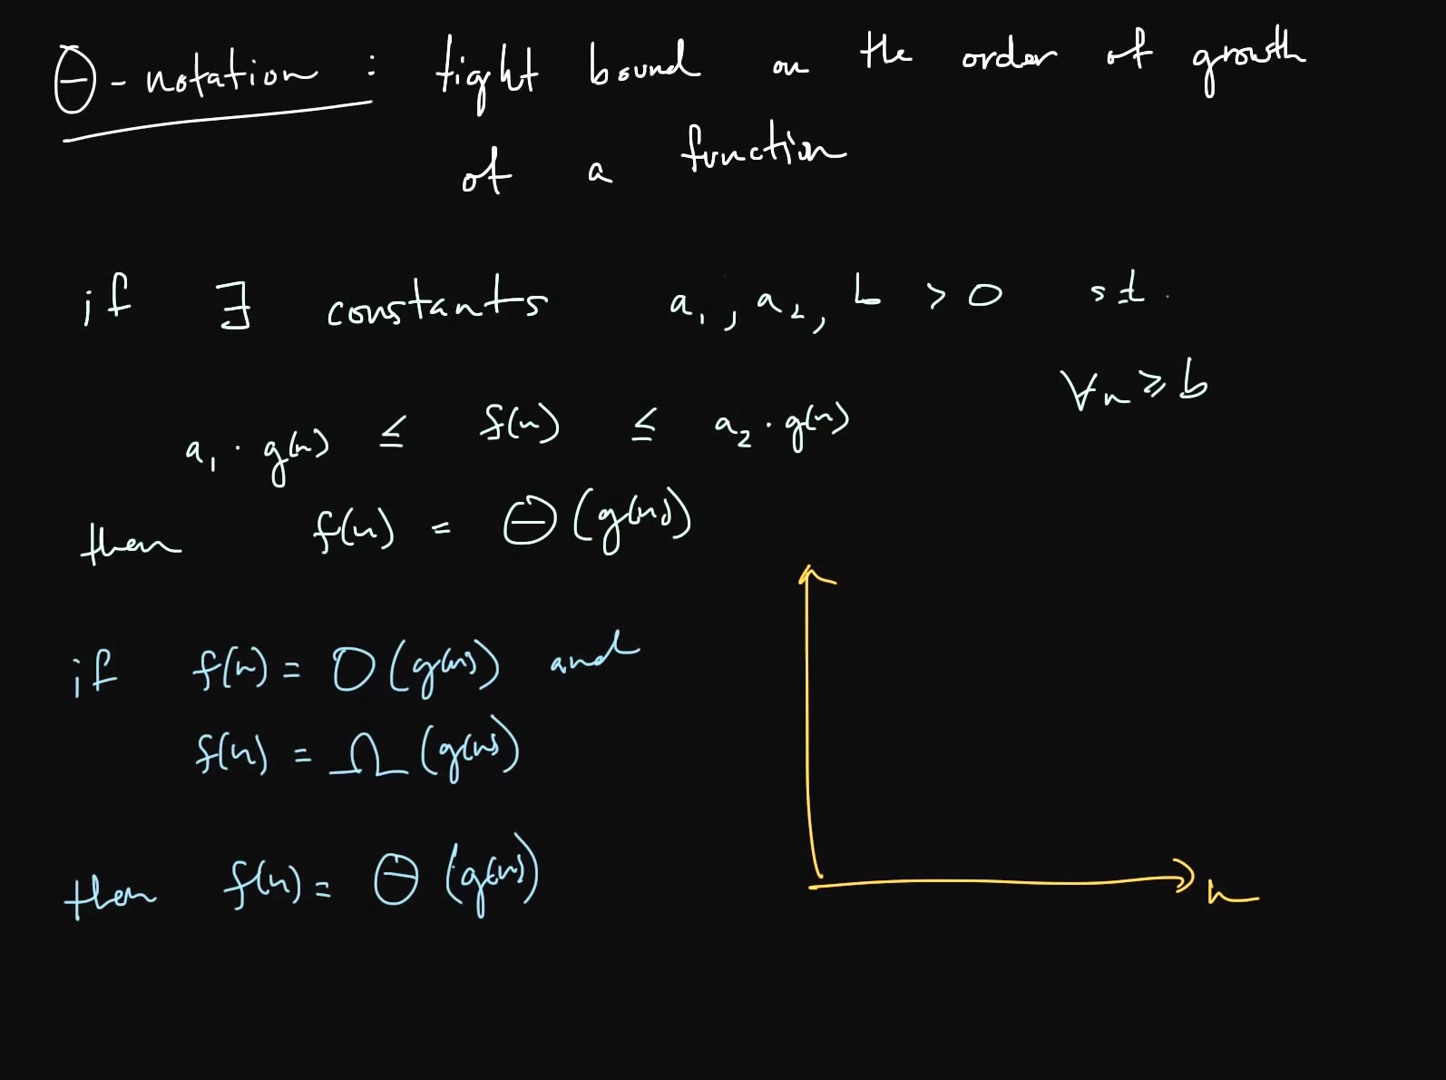 Θ-notation : tight bound on the order of growth
of a function
if ∃ constants a₁, a₂, b > 0 st.
∀n ≥ b
a₁ · g(n) ≤ f(n) ≤ a₂ · g(n)
then f(n) = Θ(g(n))
if f(n) = O(g(n)) and
f(n) = Ω(g(n))
then f(n) = Θ(g(n))
n